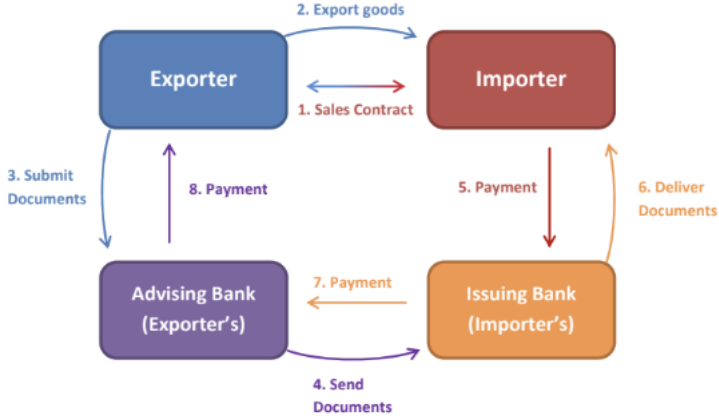 2. Export goods
Exporter
Importer
1. Sales Contract
3. Submit
Documents
8. Payment
5. Payment
6. Deliver
Documents
Advising Bank
(Exporter's)
7. Payment
Issuing Bank
(Importer's)
4. Send
Documents